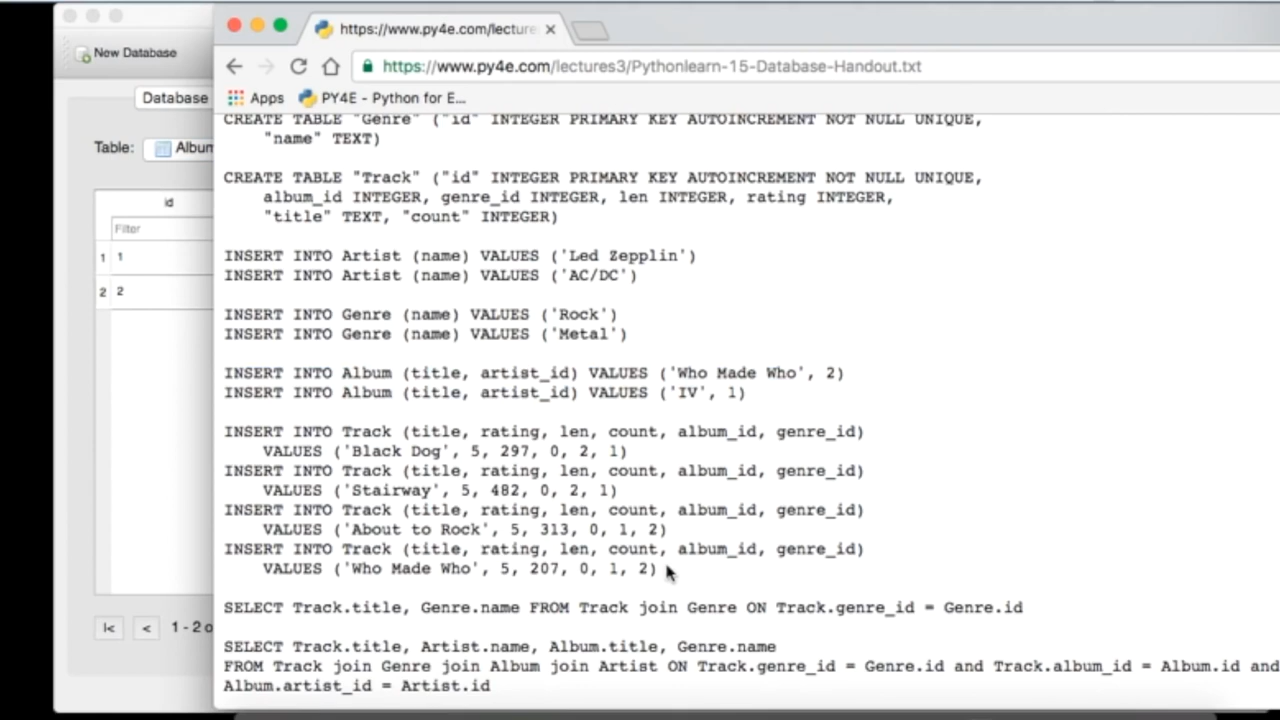 New Database
Database
Table:
Album
id
Filter
1 1
2 2
1 - 2 o
https://www.py4e.com/lecture
https://www.py4e.com/lectures3/Pythonlearn-15-Database-Handout.txt
Apps
PY4E - Python for E...
CREATE TABLE "Genre" ("id" INTEGER PRIMARY KEY AUTOINCREMENT NOT NULL UNIQUE,
"name" TEXT)
CREATE TABLE "Track" ("id" INTEGER PRIMARY KEY AUTOINCREMENT NOT NULL UNIQUE,
album_id INTEGER, genre_id INTEGER, len INTEGER, rating INTEGER,
"title" TEXT, "count" INTEGER)
INSERT INTO Artist (name) VALUES ('Led Zepplin')
INSERT INTO Artist (name) VALUES ('AC/DC')
INSERT INTO Genre (name) VALUES ('Rock')
INSERT INTO Genre (name) VALUES ('Metal')
INSERT INTO Album (title, artist_id) VALUES ('Who Made Who', 2)
INSERT INTO Album (title, artist_id) VALUES ('IV', 1)
INSERT INTO Track (title, rating, len, count, album_id, genre_id)
VALUES ('Black Dog', 5, 297, 0, 2, 1)
INSERT INTO Track (title, rating, len, count, album_id, genre_id)
VALUES ('Stairway', 5, 482, 0, 2, 1)
INSERT INTO Track (title, rating, len, count, album_id, genre_id)
VALUES ('About to Rock', 5, 313, 0, 1, 2)
INSERT INTO Track (title, rating, len, count, album_id, genre_id)
VALUES ('Who Made Who', 5, 207, 0, 1, 2)
SELECT Track.title, Genre.name FROM Track join Genre ON Track.genre_id = Genre.id
SELECT Track.title, Artist.name, Album.title, Genre.name
FROM Track join Genre join Album join Artist ON Track.genre_id = Genre.id and Track.album_id = Album.id and
Album.artist_id = Artist.id